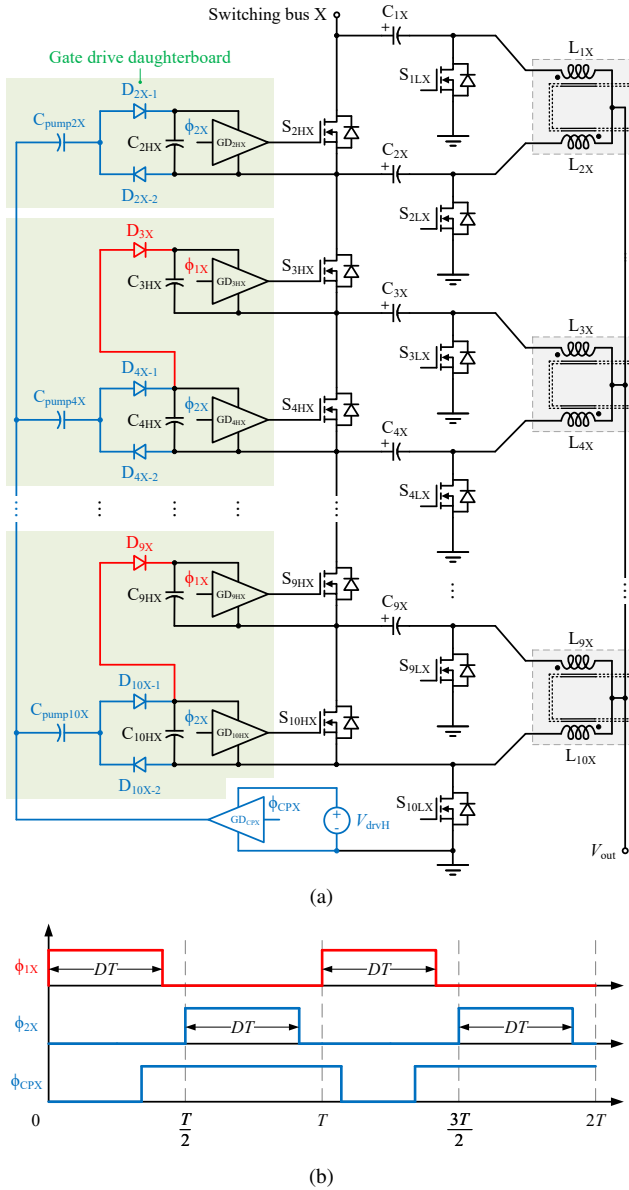 Switching bus X
C1X
+
L1X
Gate drive daughterboard
D2X-1
S1LX
Cpump2X
ϕ2X
S2HX
C2HX
GD2HX
C2X
+
L2X
D2X-2
S2LX
D3X
ϕ1X
S3HX
C3HX
GD3HX
C3X
+
L3X
D4X-1
S3LX
Cpump4X
ϕ2X
S4HX
C4HX
GD4HX
C4X
+
L4X
D4X-2
S4LX
D9X
ϕ1X
S9HX
C9HX
GD9HX
C9X
+
L9X
D10X-1
S9LX
Cpump10X
ϕ2X
S10HX
C10HX
GD10HX
L10X
D10X-2
S10LX
ϕCPX
GDCPX
+
-
VdrvH
Vout
(a)
ϕ1X
DT
DT
ϕ2X
DT
DT
ϕCPX
0
T/2
T
3T/2
2T
(b)